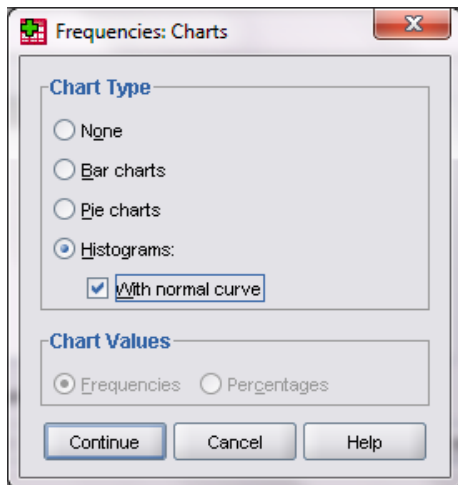 Frequencies: Charts
Chart Type
None
Bar charts
Pie charts
Histograms:
With normal curve
Chart Values
Frequencies Percentages
Continue Cancel Help